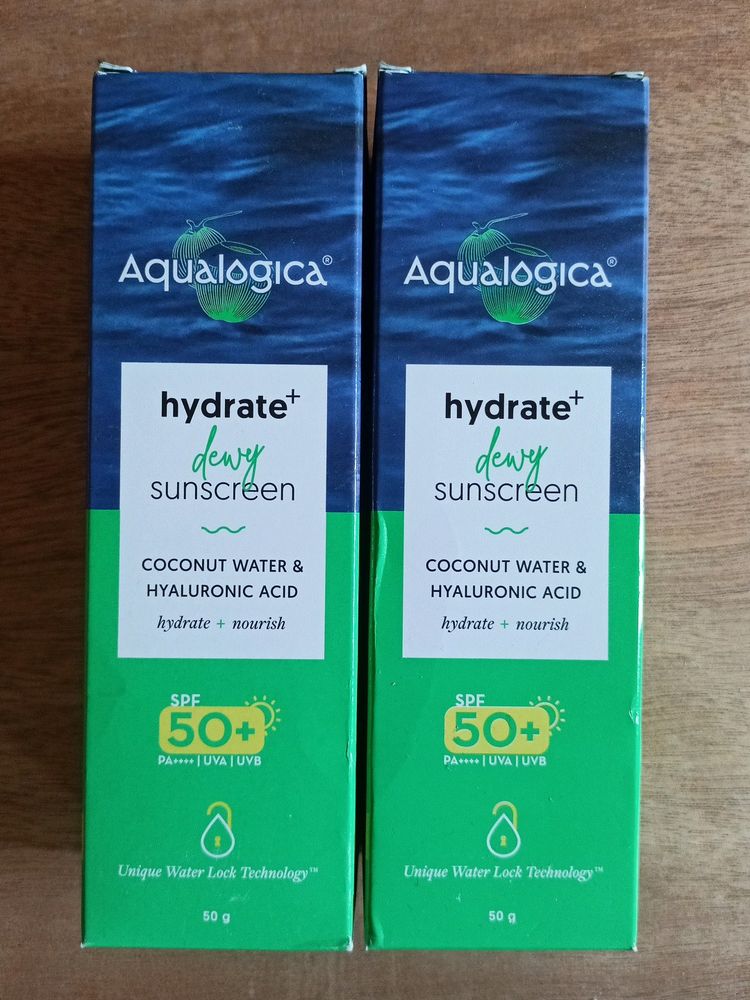 Aqualogica®
hydrate+
dewy
sunscreen
COCONUT WATER &
HYALURONIC ACID
hydrate + nourish
SPF
50+
PA++++ | UVA | UVB
Unique Water Lock Technology™
50 g
Aqualogica®
hydrate+
dewy
sunscreen
COCONUT WATER &
HYALURONIC ACID
hydrate + nourish
SPF
50+
PA++++ | UVA | UVB
Unique Water Lock Technology™
50 g